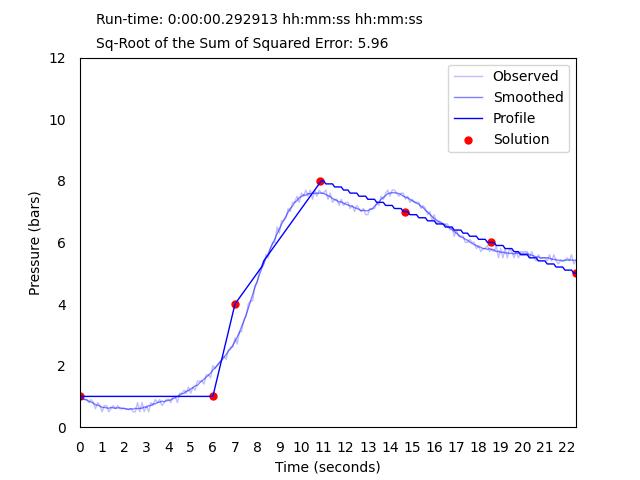 Run-time: 0:00:00.292913 hh:mm:ss hh:mm:ss
Sq-Root of the Sum of Squared Error: 5.96
12
10
8
6
4
2
0
Pressure (bars)
Observed
Smoothed
Profile
Solution
0 1 2 3 4 5 6 7 8 9 10 11 12 13 14 15 16 17 18 19 20 21 22
Time (seconds)